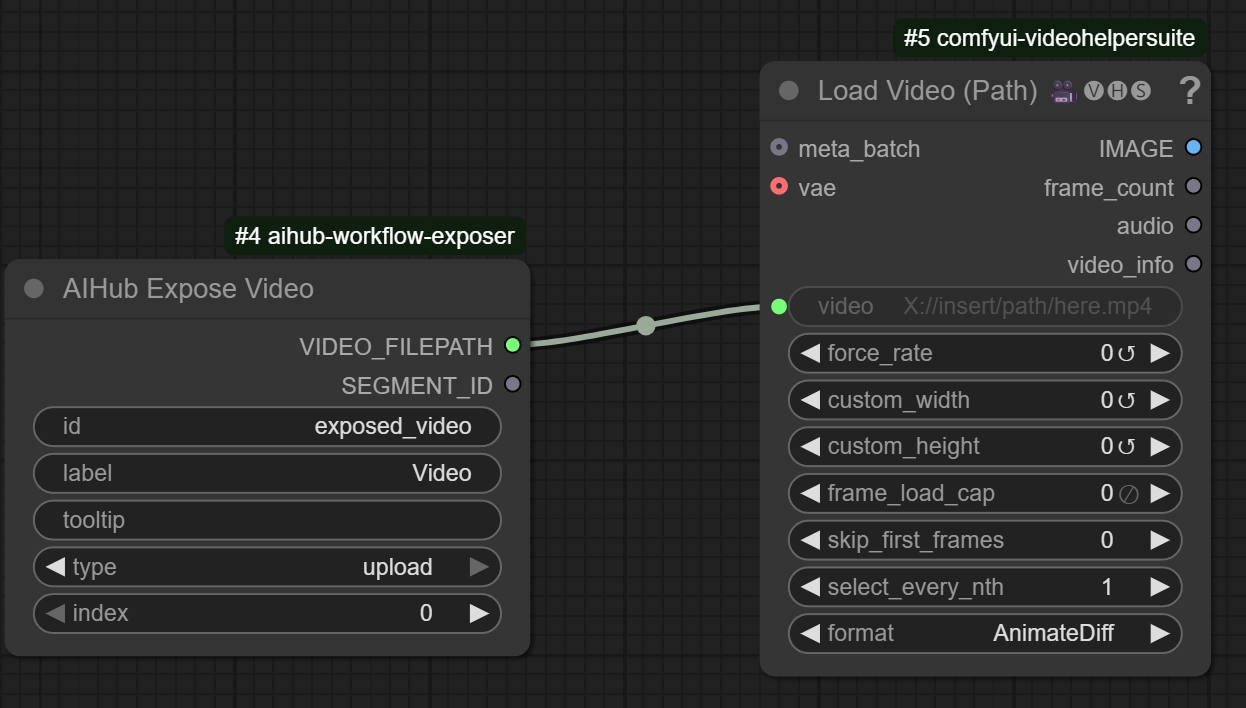 #5 comfyui-videohelpersuite
Load Video (Path) 🎥🅥🅗🅢 ?
meta_batch IMAGE
vae frame_count
audio
video_info
video X://insert/path/here.mp4
force_rate 0↺
custom_width 0↺
custom_height 0↺
frame_load_cap 0
skip_first_frames 0
select_every_nth 1
format AnimateDiff
#4 aihub-workflow-exposer
AIHub Expose Video
VIDEO_FILEPATH
SEGMENT_ID
id exposed_video
label Video
tooltip
type upload
index 0